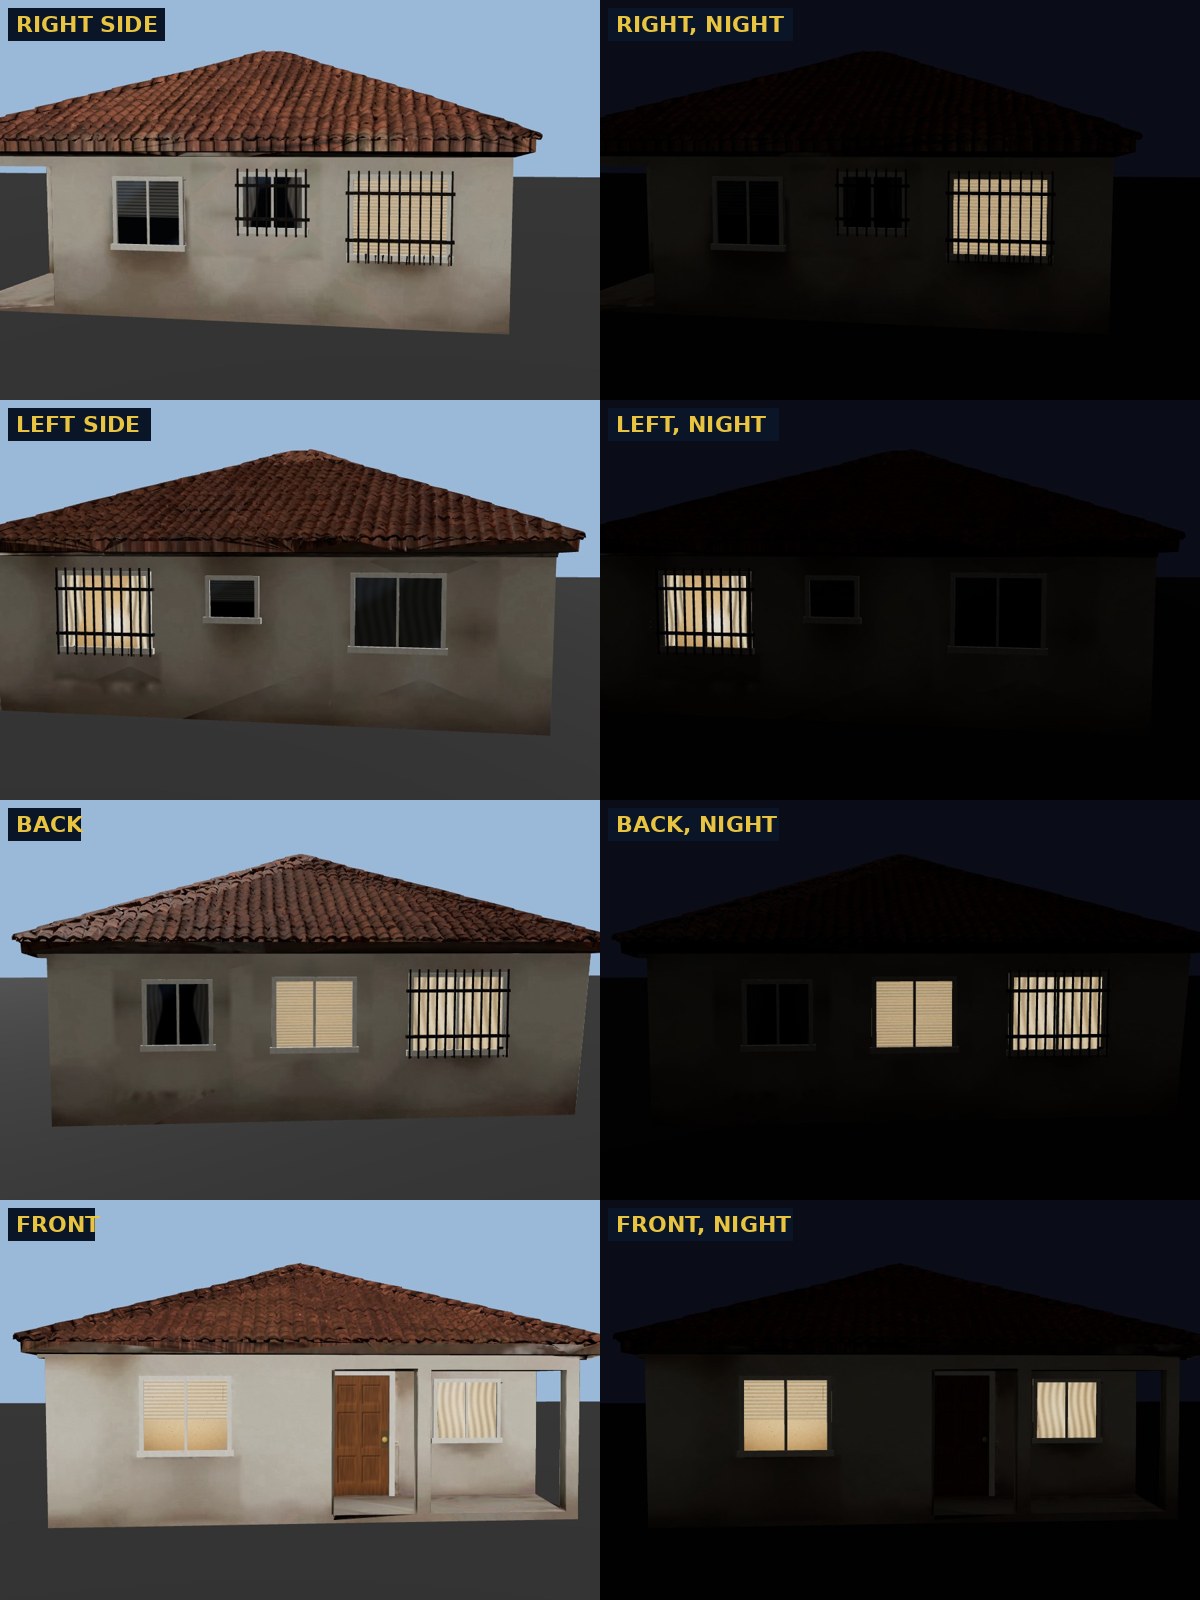 RIGHT SIDE
RIGHT, NIGHT
LEFT SIDE
LEFT, NIGHT
BACK
BACK, NIGHT
FRONT
FRONT, NIGHT